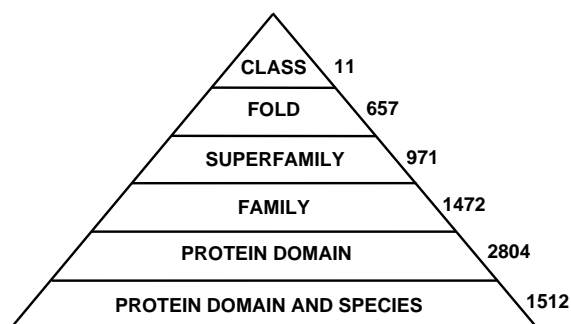 CLASS 11
FOLD 657
SUPERFAMILY 971
FAMILY 1472
PROTEIN DOMAIN 2804
PROTEIN DOMAIN AND SPECIES 1512